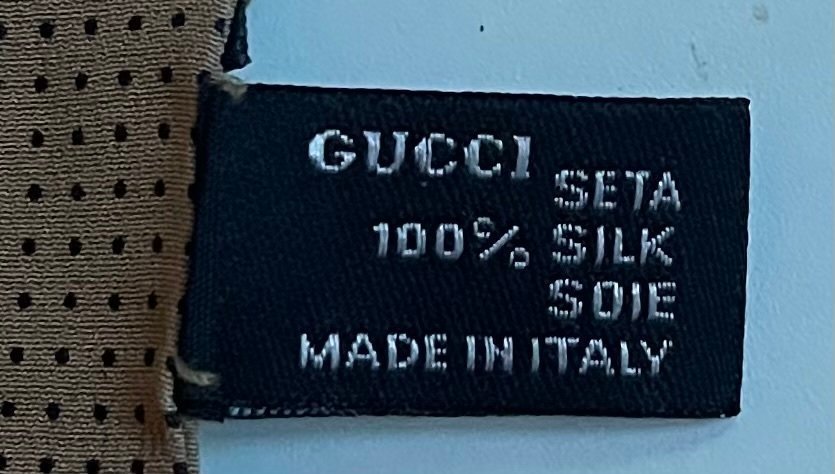 GUCCI
SETA
100% SILK
SOIE
MADE IN ITALY